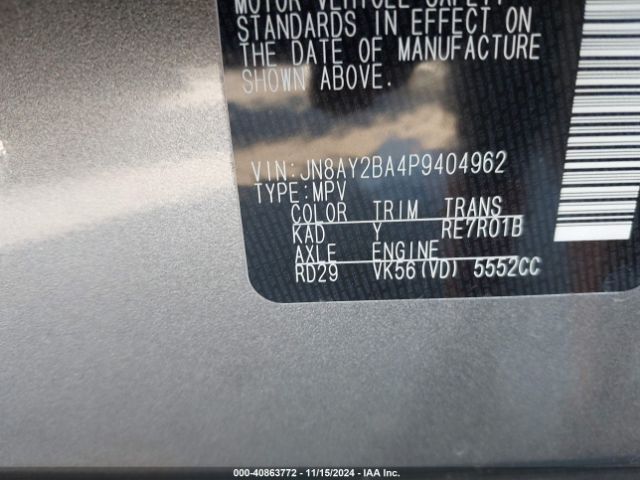 MOTOR VEHICLE SAFETY
STANDARDS IN EFFECT ON
THE DATE OF MANUFACTURE
SHOWN ABOVE.
VIN:JN8AY2BA4P9404962
TYPE:MPV
COLOR TRIM TRANS
KAD Y RE7R01B
AXLE ENGINE
RD29 VK56(VD) 5552CC
000-40863772 - 11/15/2024 - IAA Inc.